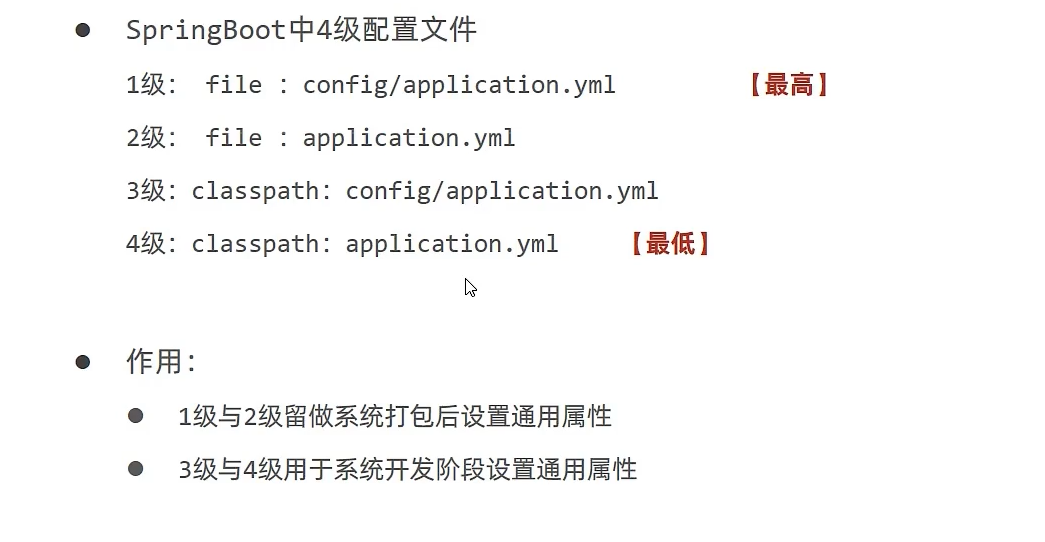 SpringBoot中4级配置文件
1级： file ：config/application.yml 【最高】
2级： file ：application.yml
3级：classpath：config/application.yml
4级：classpath：application.yml 【最低】
作用：
1级与2级留做系统打包后设置通用属性
3级与4级用于系统开发阶段设置通用属性